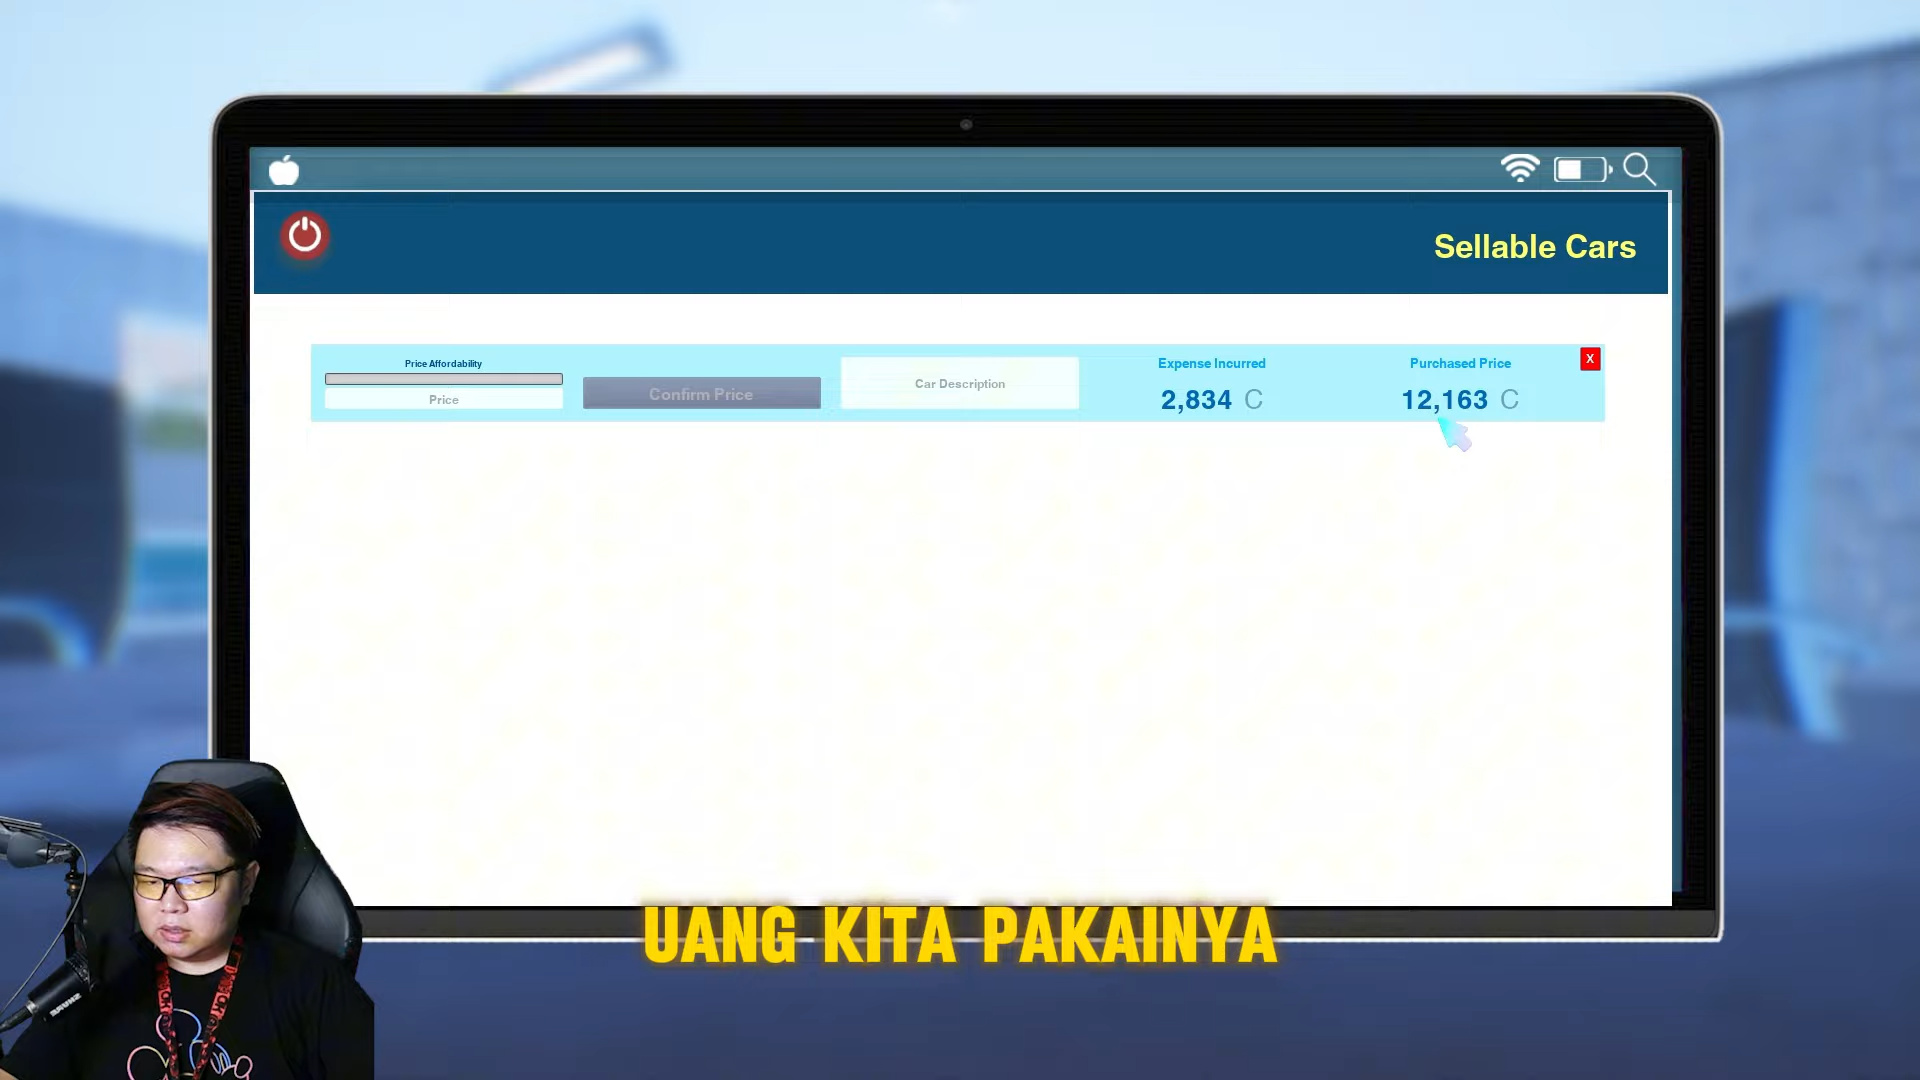 Sellable Cars
Price Affordability
Price
Confirm Price
Car Description
Expense Incurred
2,834 C
Purchased Price
12,163 C
X
UANG KITA PAKAINYA